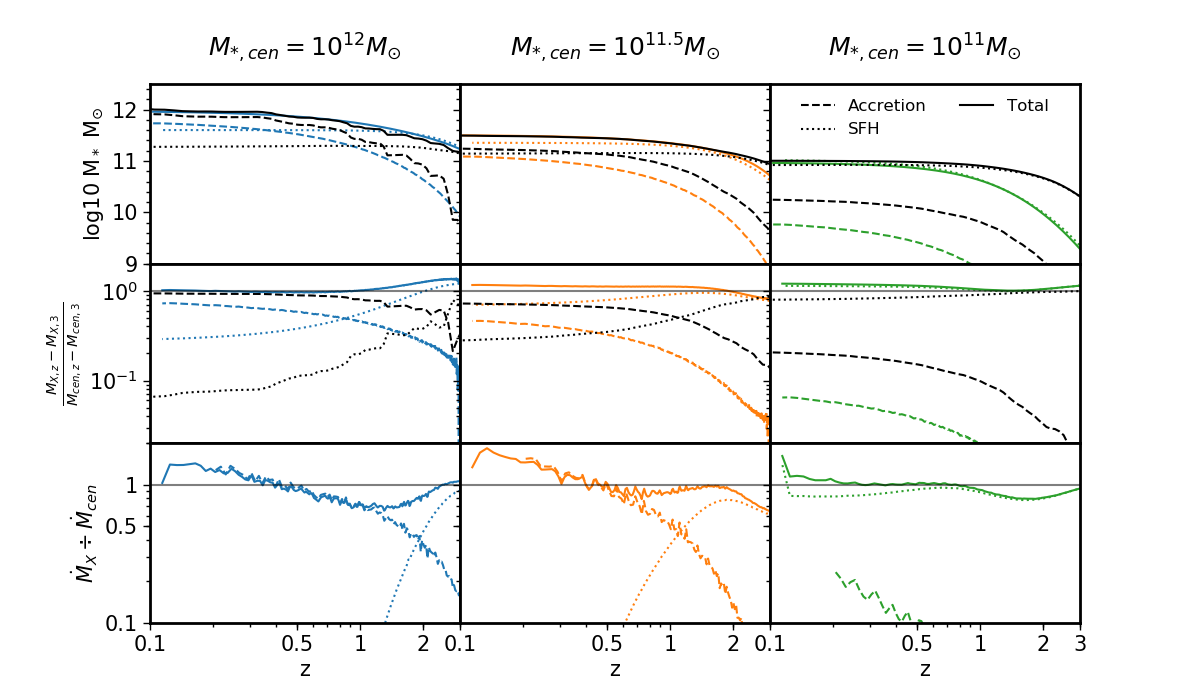 M*,cen = 10^12 M⊙ M*,cen = 10^11.5 M⊙ M*,cen = 10^11 M⊙
Accretion Total
SFH
log10 M* M⊙
12
11
10
9
(M_X,z − M_X,3) / (M_cen,z − M_cen,3)
10^0
10^−1
Ṁ_X ÷ Ṁ_cen
1
0.5
0.1
0.1 0.5 1 2 0.1 0.5 1 2 0.1 0.5 1 2 3
z z z